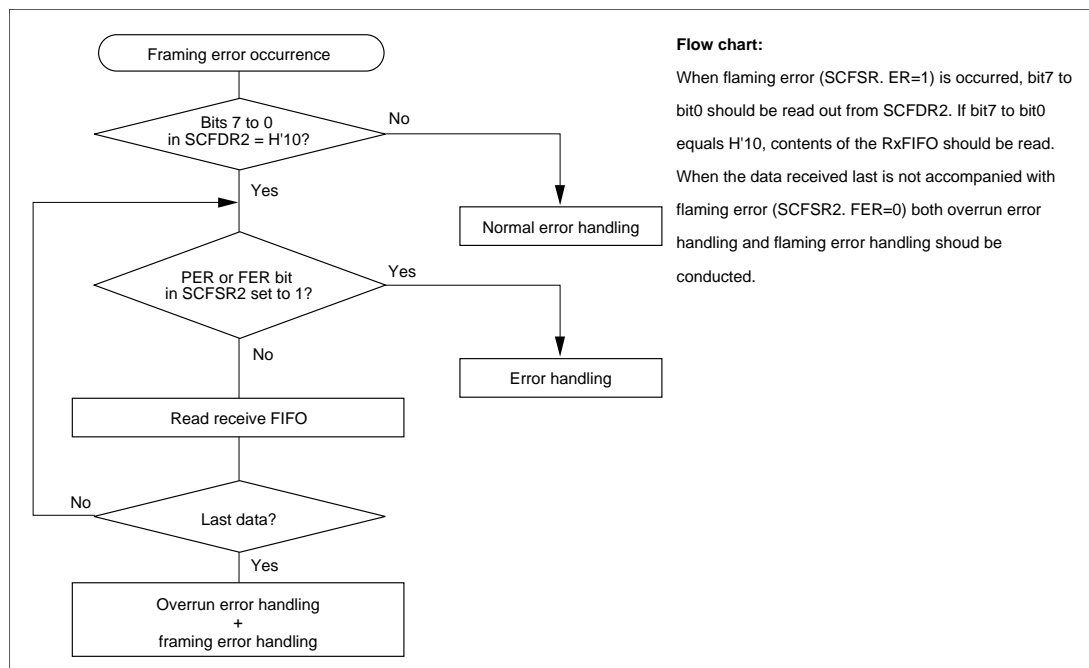 Framing error occurrence
Bits 7 to 0
in SCFDR2 = H'10?
No
Yes
Normal error handling
PER or FER bit
in SCFSR2 set to 1?
Yes
No
Error handling
Read receive FIFO
No
Last data?
Yes
Overrun error handling
+
framing error handling
Flow chart:
When flaming error (SCFSR. ER=1) is occurred, bit7 to
bit0 should be read out from SCFDR2. If bit7 to bit0
equals H'10, contents of the RxFIFO should be read.
When the data received last is not accompanied with
flaming error (SCFSR2. FER=0) both overrun error
handling and flaming error handling shoud be
conducted.